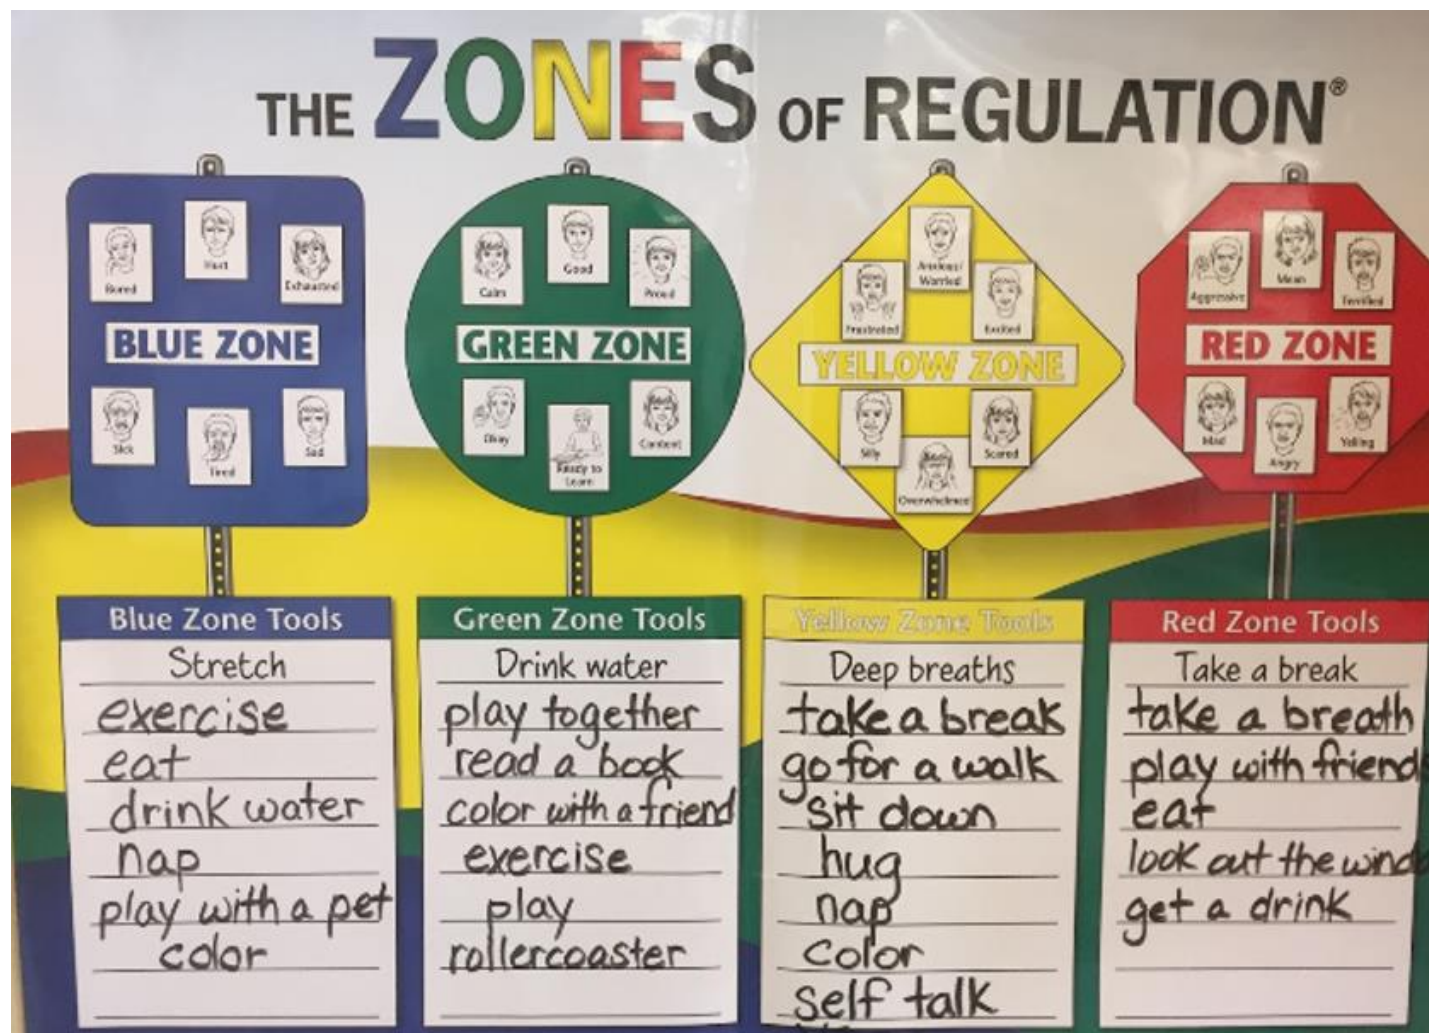 THE ZONES OF REGULATION®
Bored
Hurt
Exhausted
BLUE ZONE
Sick
Tired
Sad
Calm
Good
Proud
GREEN ZONE
Okay
Ready to
Learn
Content
Frustrated
Anxious/
Worried
Excited
YELLOW ZONE
Silly
Overwhelmed
Scared
Aggressive
Mean
Terrified
RED ZONE
Mad
Angry
Yelling
Blue Zone Tools
Stretch
exercise
eat
drink water
nap
play with a pet
color
Green Zone Tools
Drink water
play together
read a book
color with a friend
exercise
play
rollercoaster
Yellow Zone Tools
Deep breaths
take a break
go for a walk
sit down
hug
nap
color
self talk
Red Zone Tools
Take a break
take a breath
play with friend
eat
look out the windo
get a drink